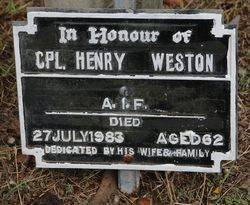 In Honour of
CPL. HENRY WESTON
A.I.F.
DIED
27 JULY 1983 AGED 62
DEDICATED BY HIS WIFE & FAMILY